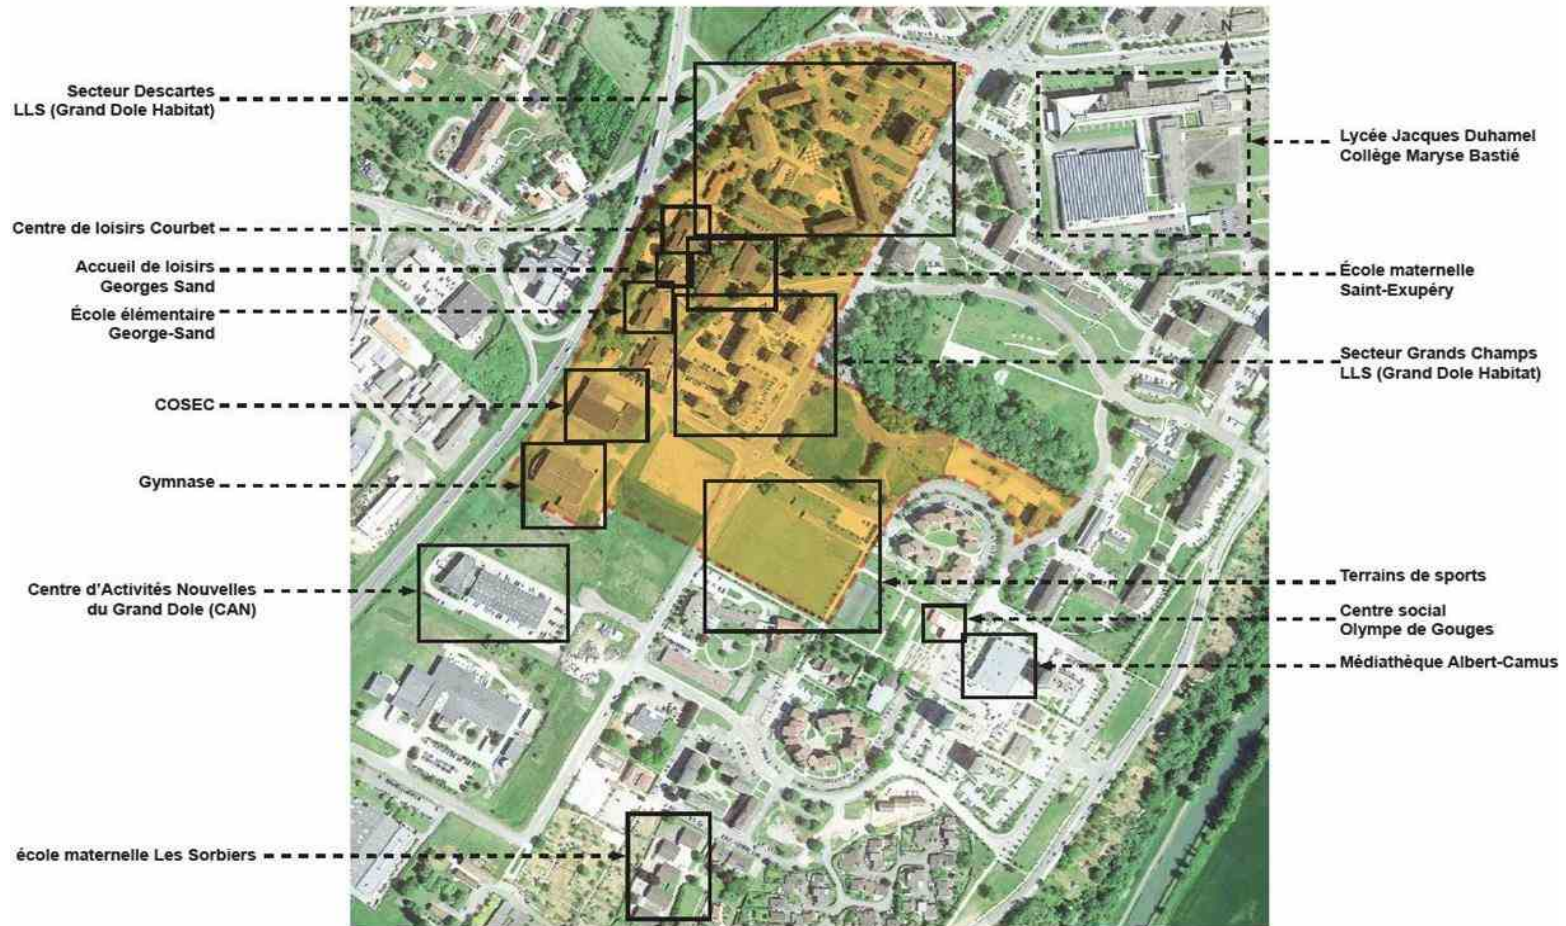 N
Secteur Descartes
LLS (Grand Dole Habitat)
Lycée Jacques Duhamel
Collège Maryse Bastié
Centre de loisirs Courbet
Accueil de loisirs
Georges Sand
École maternelle
Saint-Exupéry
École élémentaire
George-Sand
Secteur Grands Champs
LLS (Grand Dole Habitat)
COSEC
Gymnase
Centre d'Activités Nouvelles
du Grand Dole (CAN)
Terrains de sports
Centre social
Olympe de Gouges
Médiathèque Albert-Camus
école maternelle Les Sorbiers